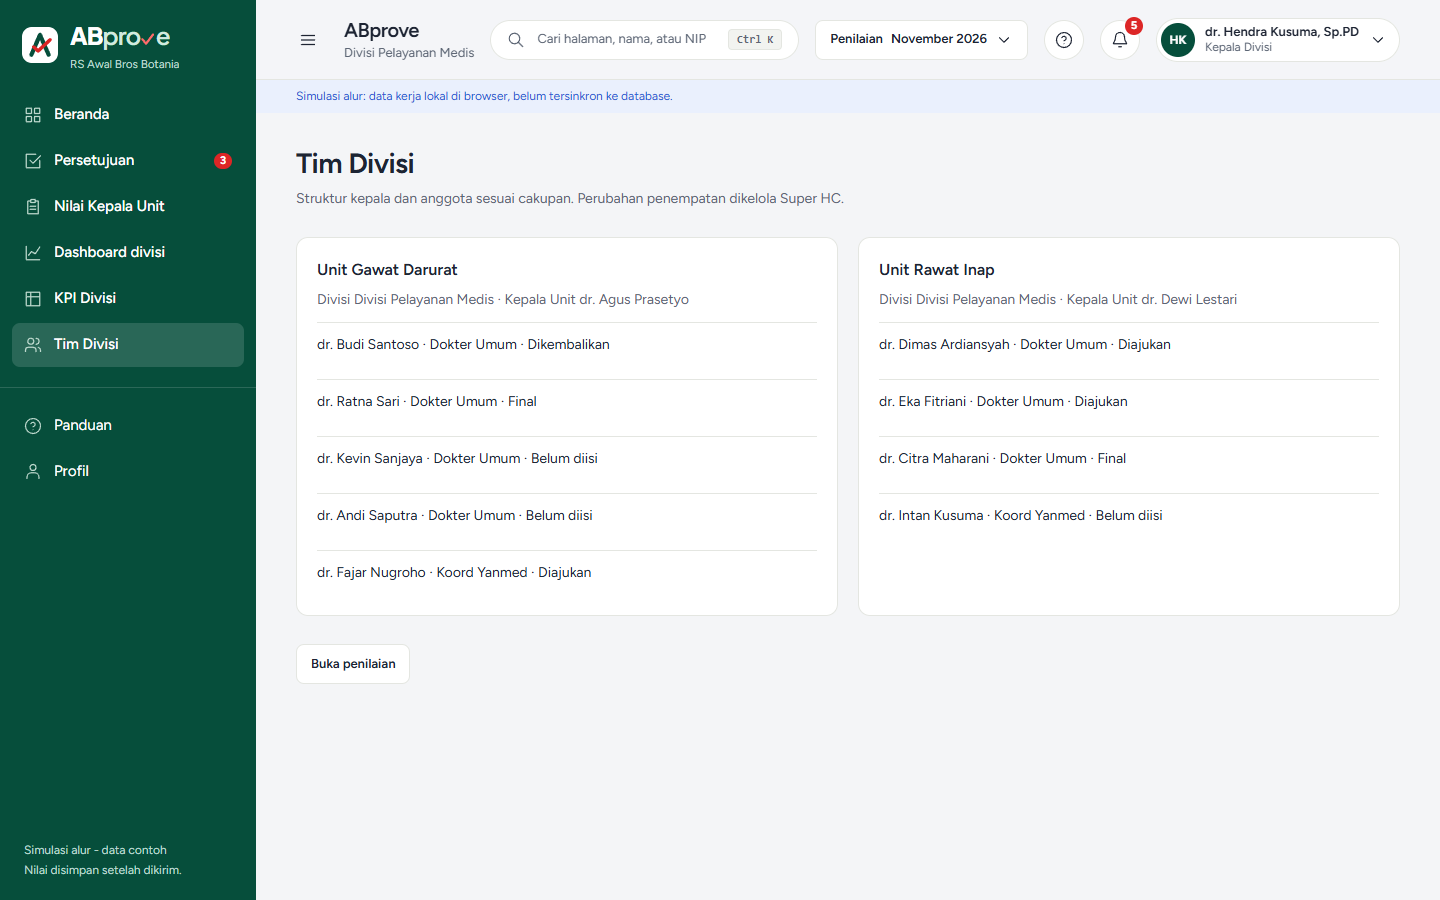 ABprove
RS Awal Bros Botania
Beranda
Persetujuan 3
Nilai Kepala Unit
Dashboard divisi
KPI Divisi
Tim Divisi
Panduan
Profil
Simulasi alur - data contoh
Nilai disimpan setelah dikirim.
ABprove
Divisi Pelayanan Medis
Cari halaman, nama, atau NIP Ctrl K
Penilaian November 2026
5
HK
dr. Hendra Kusuma, Sp.PD
Kepala Divisi
Simulasi alur: data kerja lokal di browser, belum tersinkron ke database.
Tim Divisi
Struktur kepala dan anggota sesuai cakupan. Perubahan penempatan dikelola Super HC.
Unit Gawat Darurat
Divisi Divisi Pelayanan Medis · Kepala Unit dr. Agus Prasetyo
dr. Budi Santoso · Dokter Umum · Dikembalikan
dr. Ratna Sari · Dokter Umum · Final
dr. Kevin Sanjaya · Dokter Umum · Belum diisi
dr. Andi Saputra · Dokter Umum · Belum diisi
dr. Fajar Nugroho · Koord Yanmed · Diajukan
Unit Rawat Inap
Divisi Divisi Pelayanan Medis · Kepala Unit dr. Dewi Lestari
dr. Dimas Ardiansyah · Dokter Umum · Diajukan
dr. Eka Fitriani · Dokter Umum · Diajukan
dr. Citra Maharani · Dokter Umum · Final
dr. Intan Kusuma · Koord Yanmed · Belum diisi
Buka penilaian